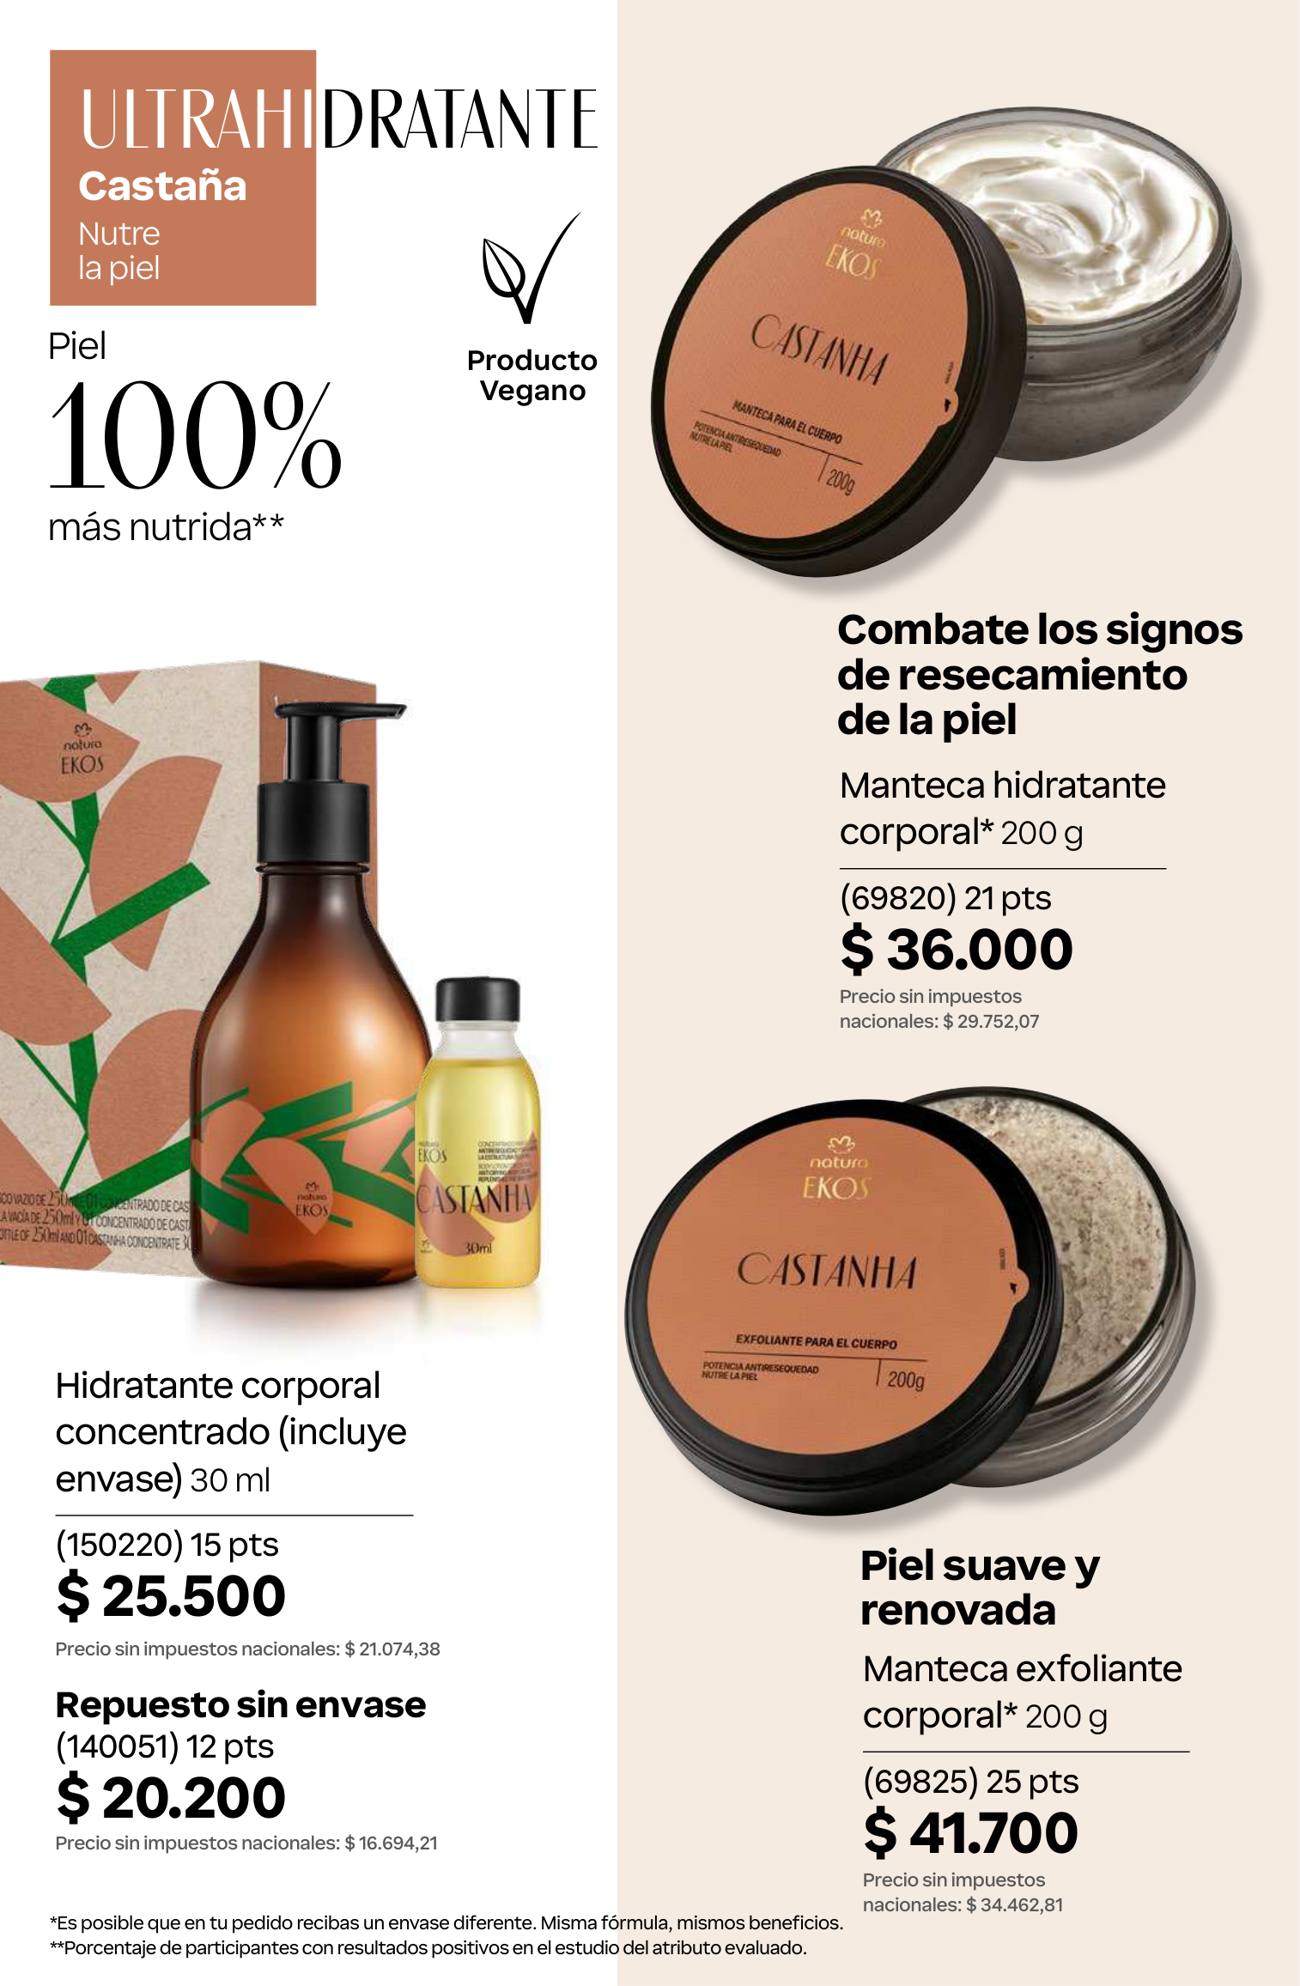 ULTRAHIDRATANTE
Castaña
Nutre
la piel
Piel
100%
más nutrida**
Producto
Vegano
natura
EKOS
CASTANHA
MANTECA PARA EL CUERPO
POTENCIA ANTIRESEQUEDAD
NUTRE LA PIEL
200g
Combate los signos
de resecamiento
de la piel
Manteca hidratante
corporal* 200 g
(69820) 21 pts
$ 36.000
Precio sin impuestos
nacionales: $ 29.752,07
natura
EKOS
natura
EKOS
EKOS
CASTANHA
30ml
Hidratante corporal
concentrado (incluye
envase) 30 ml
(150220) 15 pts
$ 25.500
Precio sin impuestos nacionales: $ 21.074,38
Repuesto sin envase
(140051) 12 pts
$ 20.200
Precio sin impuestos nacionales: $ 16.694,21
natura
EKOS
CASTANHA
EXFOLIANTE PARA EL CUERPO
POTENCIA ANTIRESEQUEDAD
NUTRE LA PIEL
200g
Piel suave y
renovada
Manteca exfoliante
corporal* 200 g
(69825) 25 pts
$ 41.700
Precio sin impuestos
nacionales: $ 34.462,81
*Es posible que en tu pedido recibas un envase diferente. Misma fórmula, mismos beneficios.
**Porcentaje de participantes con resultados positivos en el estudio del atributo evaluado.